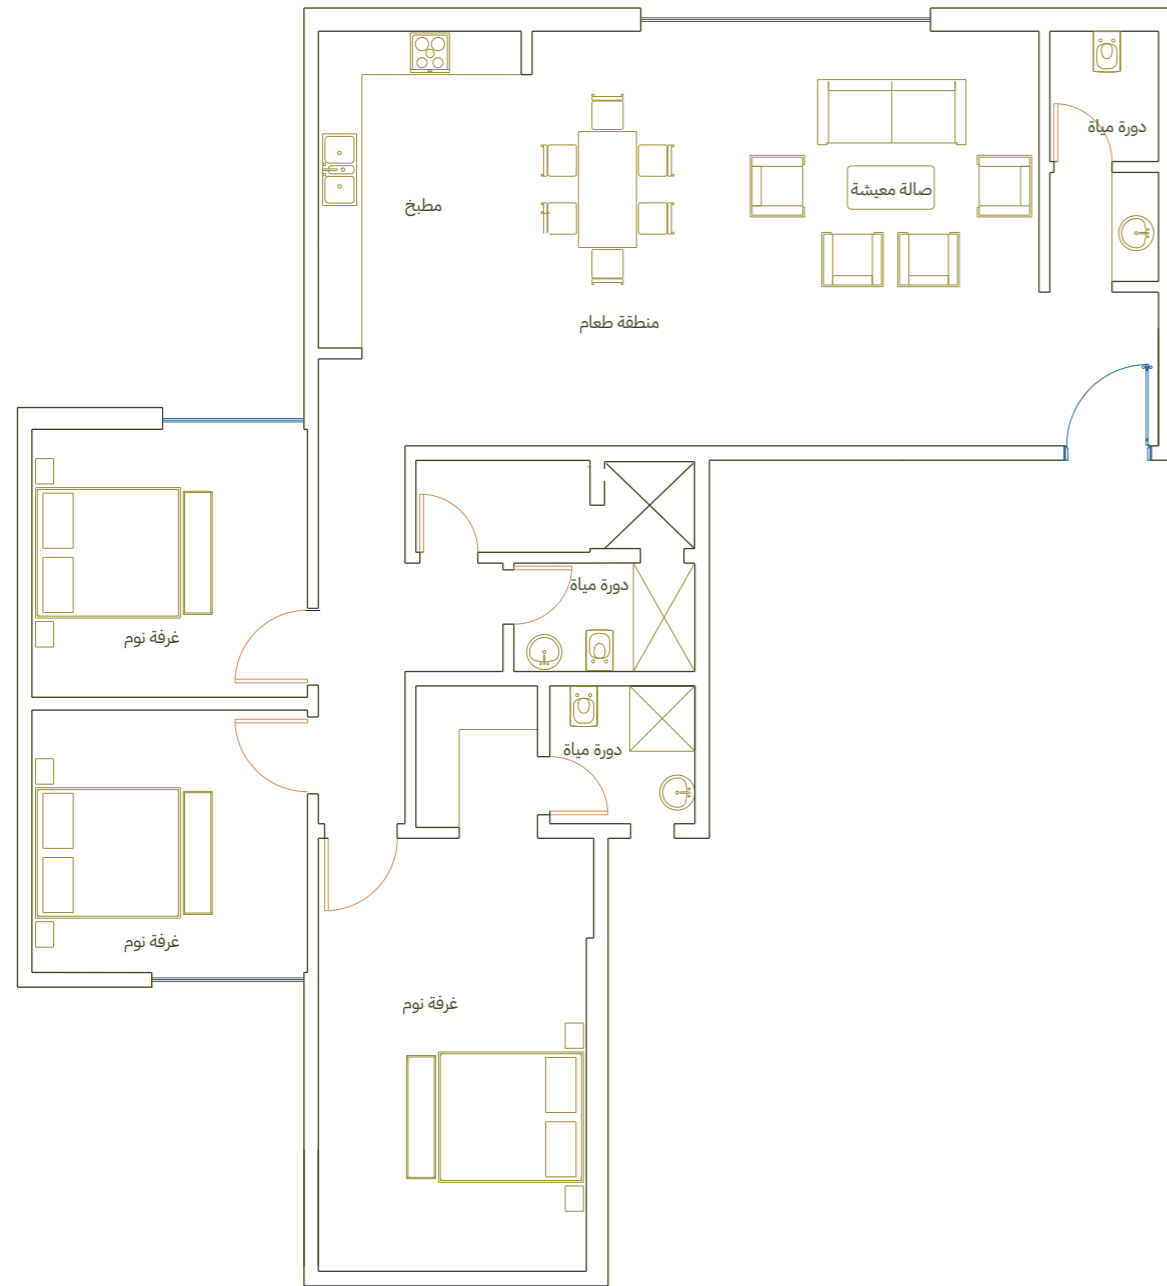 دورة مياة
صالة معيشة
مطبخ
منطقة طعام
دورة مياة
غرفة نوم
دورة مياة
غرفة نوم
غرفة نوم